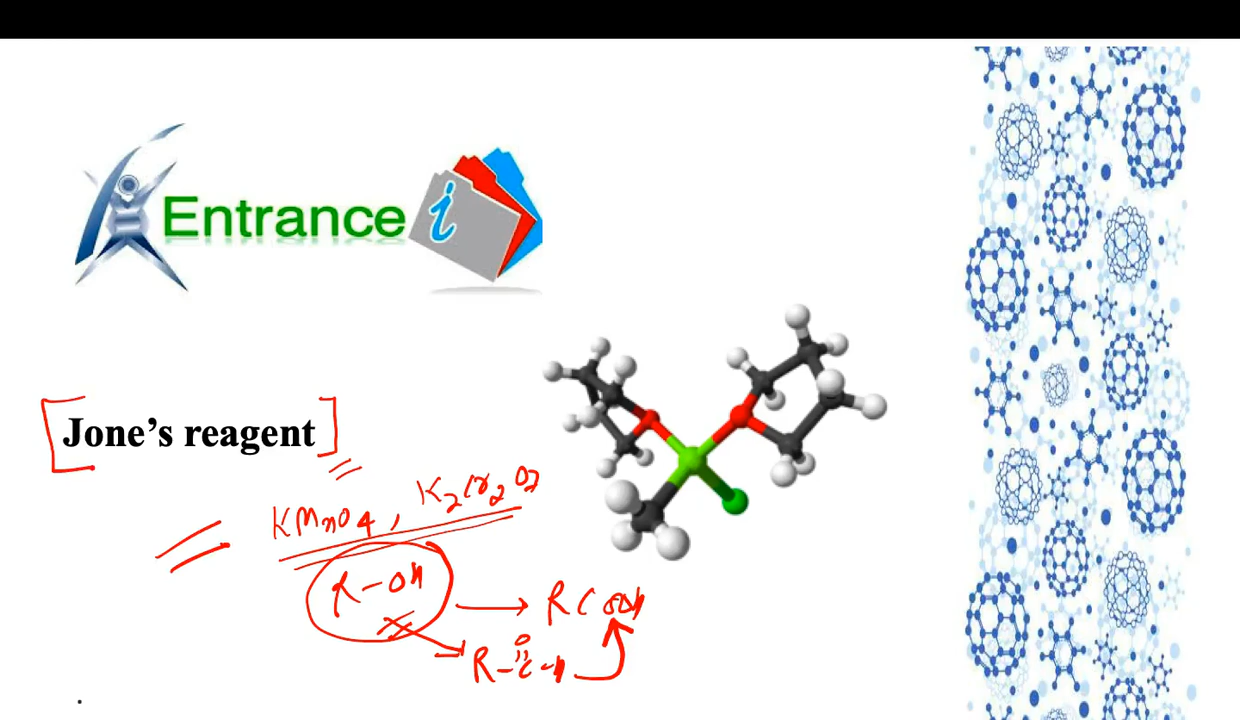 Entrance
i
Jone’s reagent
KMnO4, K2Cr2O7
R-OH → RCOOH
R-C-H
O